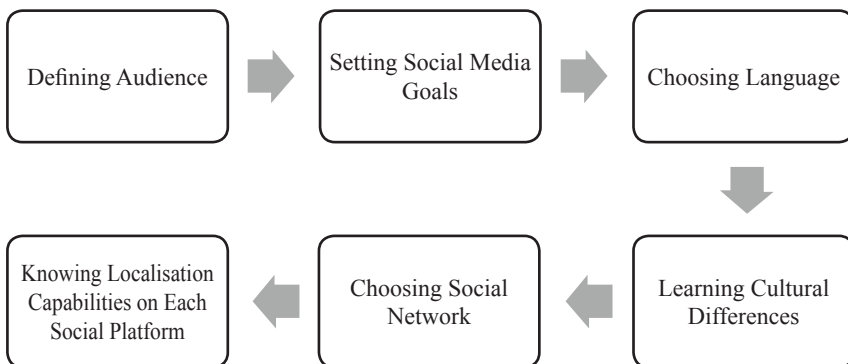 Defining Audience
Setting Social Media
Goals
Choosing Language
Learning Cultural
Differences
Choosing Social
Network
Knowing Localisation
Capabilities on Each
Social Platform